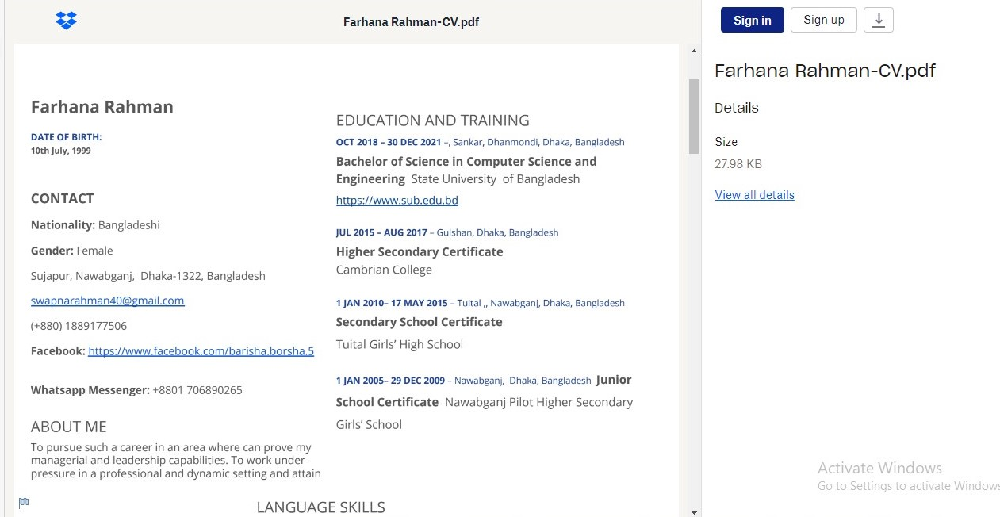 Farhana Rahman-CV.pdf
Farhana Rahman
DATE OF BIRTH:
10th July, 1999
CONTACT
Nationality: Bangladeshi
Gender: Female
Sujapur, Nawabganj, Dhaka-1322, Bangladesh
swapnarahman40@gmail.com
(+880) 1889177506
Facebook: https://www.facebook.com/barisha.borsha.5
Whatsapp Messenger: +8801 706890265
ABOUT ME
To pursue such a career in an area where can prove my
managerial and leadership capabilities. To work under
pressure in a professional and dynamic setting and attain
EDUCATION AND TRAINING
OCT 2018 – 30 DEC 2021 –, Sankar, Dhanmondi, Dhaka, Bangladesh
Bachelor of Science in Computer Science and
Engineering State University of Bangladesh
https://www.sub.edu.bd
JUL 2015 – AUG 2017 – Gulshan, Dhaka, Bangladesh
Higher Secondary Certificate
Cambrian College
1 JAN 2010– 17 MAY 2015 – Tuital ,, Nawabganj, Dhaka, Bangladesh
Secondary School Certificate
Tuital Girls’ High School
1 JAN 2005– 29 DEC 2009 – Nawabganj, Dhaka, Bangladesh Junior
School Certificate Nawabganj Pilot Higher Secondary
Girls’ School
LANGUAGE SKILLS
Sign in
Sign up
Farhana Rahman-CV.pdf
Details
Size
27.98 KB
View all details
Activate Windows
Go to Settings to activate Windows